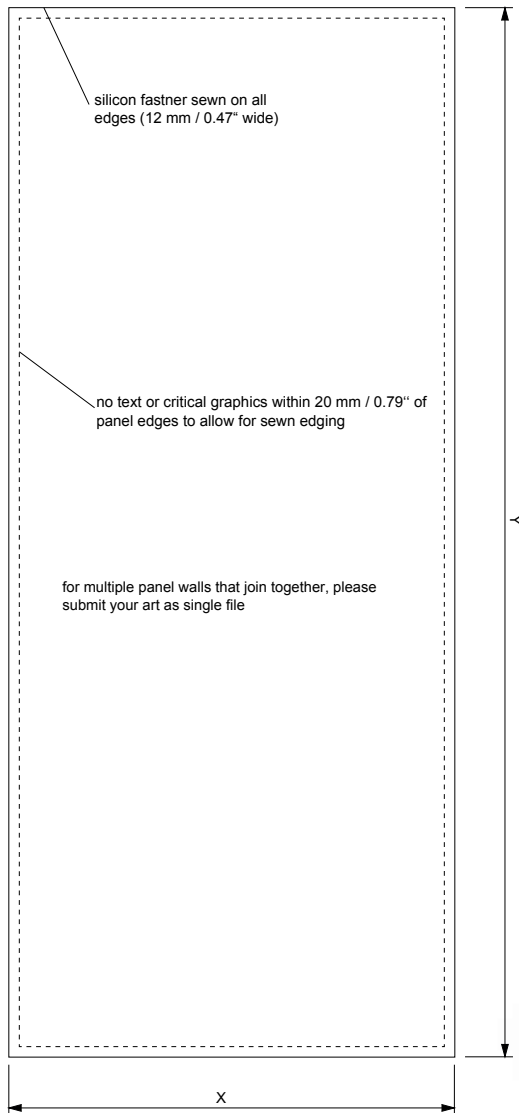 silicon fastner sewn on all
edges (12 mm / 0.47“ wide)
no text or critical graphics within 20 mm / 0.79‘‘ of
panel edges to allow for sewn edging
Y
for multiple panel walls that join together, please
submit your art as single file
X